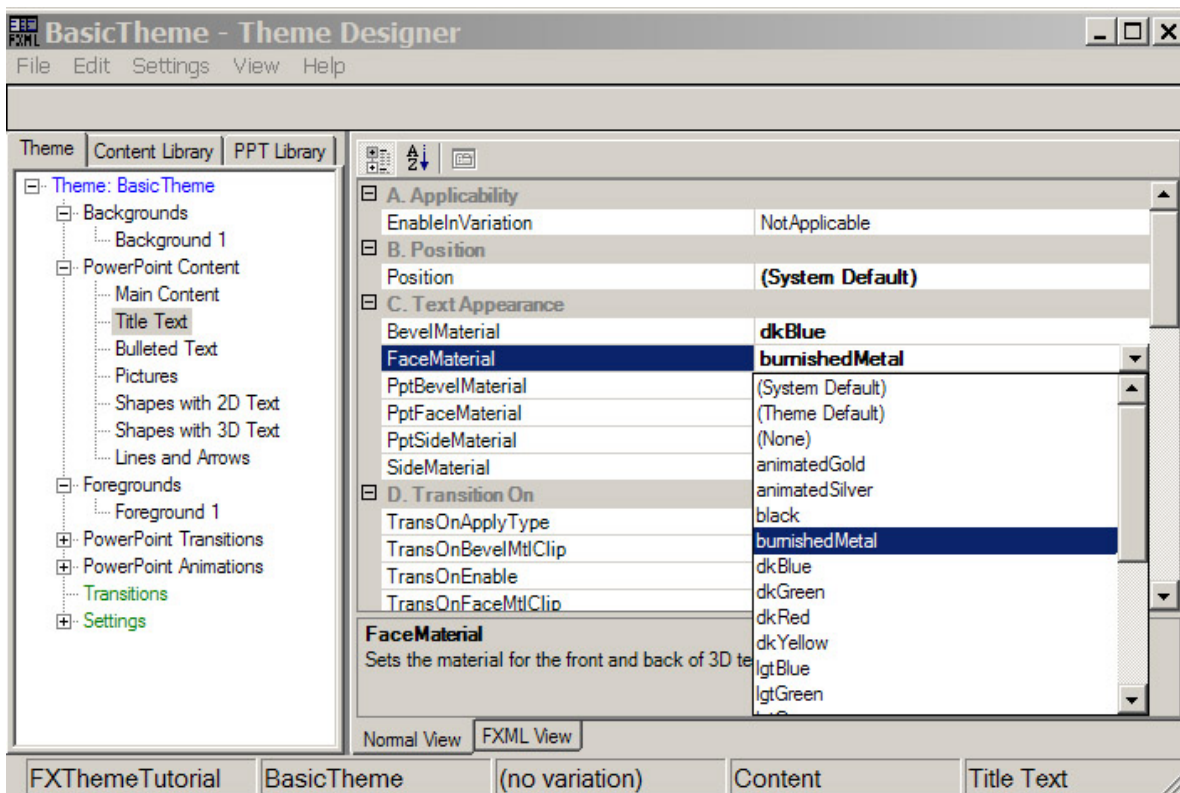 FXML BasicTheme - Theme Designer
File Edit Settings View Help
Theme Content Library PPT Library
Theme: BasicTheme
Backgrounds
Background 1
PowerPoint Content
Main Content
Title Text
Bulleted Text
Pictures
Shapes with 2D Text
Shapes with 3D Text
Lines and Arrows
Foregrounds
Foreground 1
PowerPoint Transitions
PowerPoint Animations
Transitions
Settings
A. Applicability
EnableInVariation NotApplicable
B. Position
Position (System Default)
C. Text Appearance
BevelMaterial dkBlue
FaceMaterial burnishedMetal
PptBevelMaterial
PptFaceMaterial
PptSideMaterial
SideMaterial
D. Transition On
TransOnApplyType
TransOnBevelMtlClip
TransOnEnable
TransOnFaceMtlClip
(System Default)
(Theme Default)
(None)
animatedGold
animatedSilver
black
burnishedMetal
dkBlue
dkGreen
dkRed
dkYellow
lgtBlue
lgtGreen
FaceMaterial
Sets the material for the front and back of 3D te
Normal View FXML View
FXThemeTutorial BasicTheme (no variation) Content Title Text